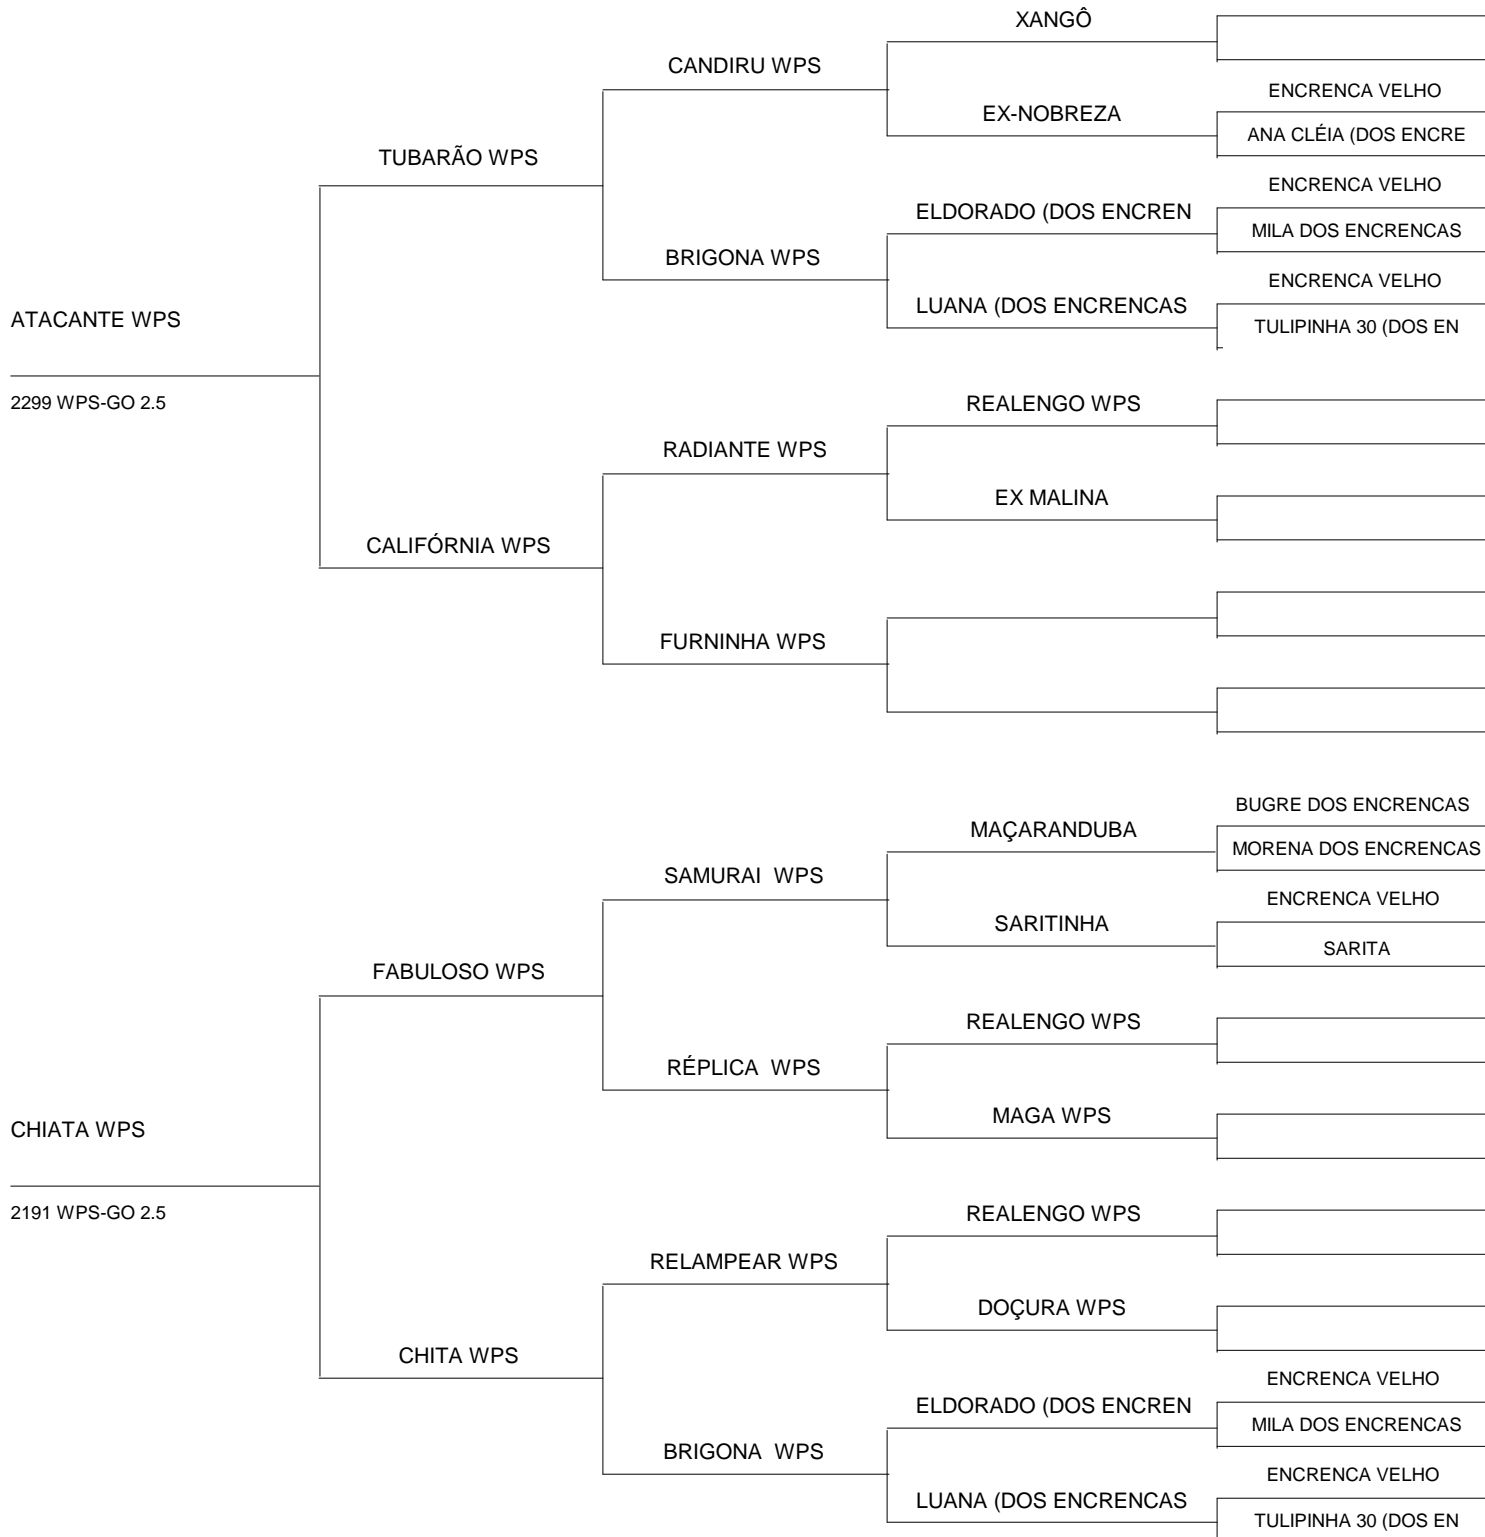 XANGÔ
CANDIRU WPS
ENCRENCA VELHO
EX-NOBREZA
ANA CLÉIA (DOS ENCRE
TUBARÃO WPS
ENCRENCA VELHO
ELDORADO (DOS ENCREN
MILA DOS ENCRENCAS
BRIGONA WPS
ENCRENCA VELHO
LUANA (DOS ENCRENCAS
TULIPINHA 30 (DOS EN
ATACANTE WPS
2299 WPS-GO 2.5
REALENGO WPS
RADIANTE WPS
EX MALINA
CALIFÓRNIA WPS
FURNINHA WPS
BUGRE DOS ENCRENCAS
MAÇARANDUBA
MORENA DOS ENCRENCAS
SAMURAI  WPS
ENCRENCA VELHO
SARITINHA
SARITA
FABULOSO WPS
REALENGO WPS
RÉPLICA  WPS
MAGA WPS
CHIATA WPS
2191 WPS-GO 2.5
REALENGO WPS
RELAMPEAR WPS
DOÇURA WPS
CHITA WPS
ENCRENCA VELHO
ELDORADO (DOS ENCREN
MILA DOS ENCRENCAS
BRIGONA  WPS
ENCRENCA VELHO
LUANA (DOS ENCRENCAS
TULIPINHA 30 (DOS EN